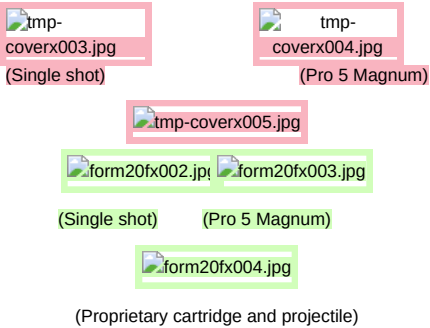 tmp- tmp-
coverx003.jpg coverx004.jpg
(Single shot) (Pro 5 Magnum)
tmp-coverx005.jpg
form20fx002.jpg form20fx003.jpg
(Single shot) (Pro 5 Magnum)
form20fx004.jpg
(Proprietary cartridge and projectile)